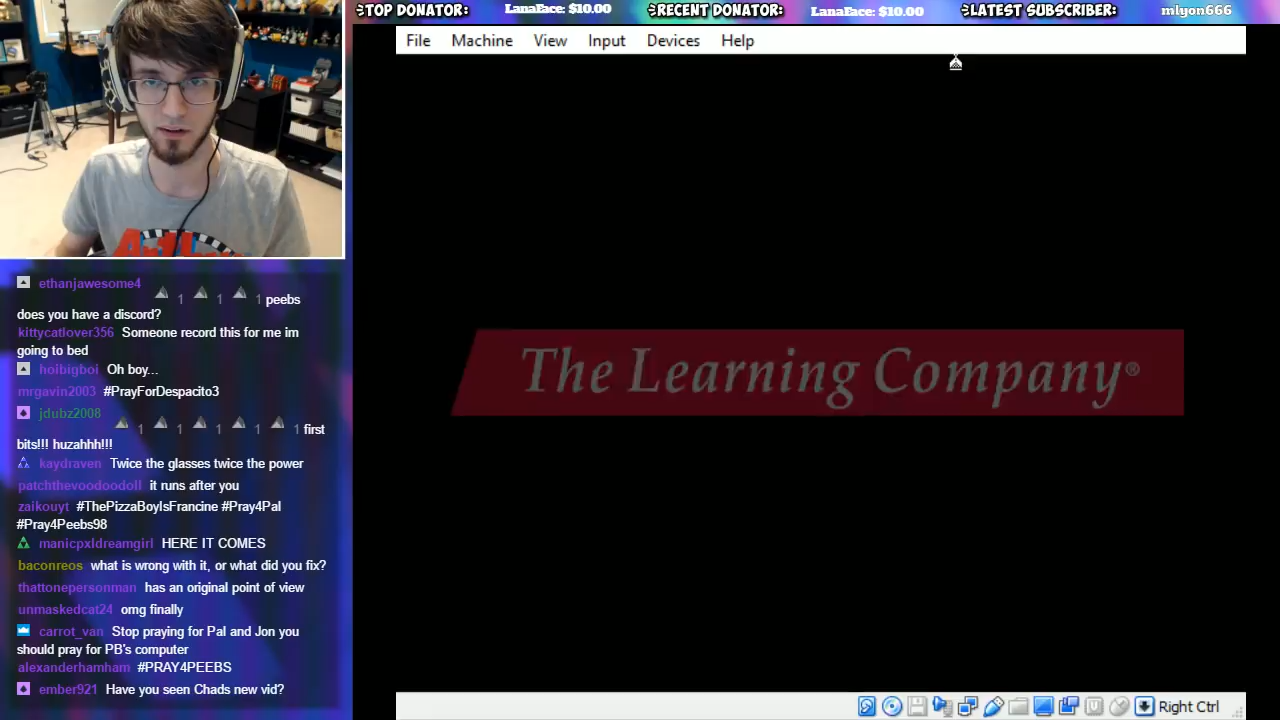 TOP DONATOR: LanaFace: $10.00 RECENT DONATOR: LanaFace: $10.00 LATEST SUBSCRIBER: mlyon666
File Machine View Input Devices Help
The Learning Company®
ethanjawesome4 1 1 1 peebs
does you have a discord?
kittycatlover356 Someone record this for me im
going to bed
hoibigboi Oh boy...
mrgavin2003 #PrayForDespacito3
jdubz2008 1 1 1 1 1 first
bits!!! huzahhh!!!
kaydraven Twice the glasses twice the power
patchthevoodoodoll it runs after you
zaikouyt #ThePizzaBoyIsFrancine #Pray4Pal
#Pray4Peebs98
manicpxldreamgirl HERE IT COMES
baconreos what is wrong with it, or what did you fix?
thattonepersonman has an original point of view
unmaskedcat24 omg finally
carrot_van Stop praying for Pal and Jon you
should pray for PB's computer
alexanderhamham #PRAY4PEEBS
ember921 Have you seen Chads new vid?
Right Ctrl